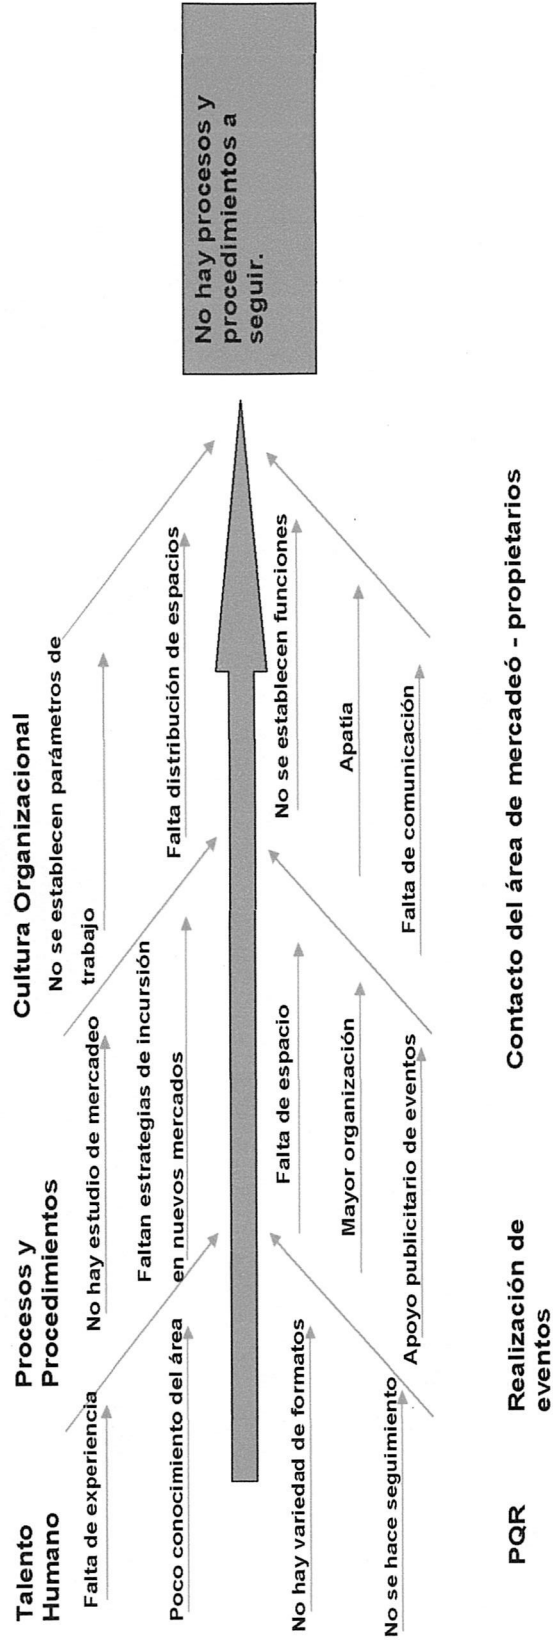 Talento
Humano
Falta de experiencia
Poco conocimiento del área
Procesos y
Procedimientos
No hay estudio de mercadeo
Faltan estrategias de incursión
en nuevos mercados
Cultura Organizacional
No se establecen parámetros de
trabajo
Falta distribución de espacios
No hay procesos y
procedimientos a
seguir.
No hay variedad de formatos
No se hace seguimiento
PQR
Falta de espacio
Mayor organización
Apoyo publicitario de eventos
Realización de
eventos
No se establecen funciones
Apatía
Falta de comunicación
Contacto del área de mercadeó - propietarios